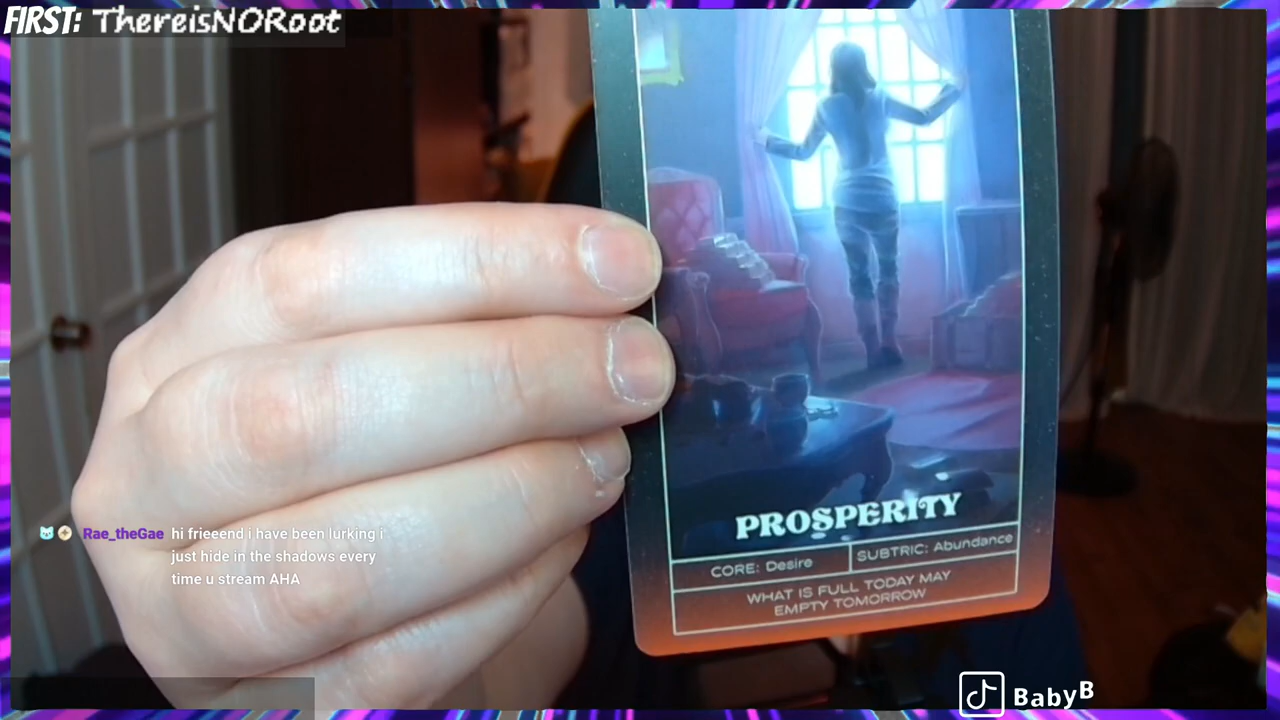 FIRST: ThereisNORoot
Rae_theGae hi frieeend i have been lurking i
just hide in the shadows every
time u stream AHA
PROSPERITY
CORE: Desire
SUBTRIC: Abundance
WHAT IS FULL TODAY MAY
EMPTY TOMORROW
BabyB